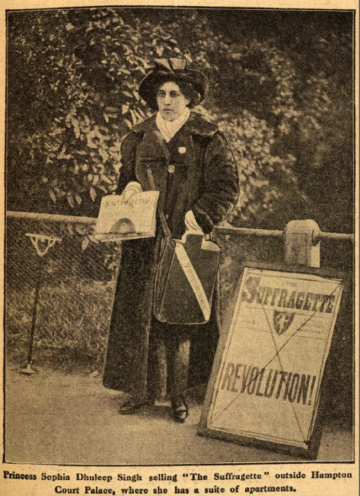 SUFFRAGETTE
SUFFRAGETTE
REVOLUTION!
Princess Sophia Dhuleep Singh selling "The Suffragette" outside Hampton
Court Palace, where she has a suite of apartments.